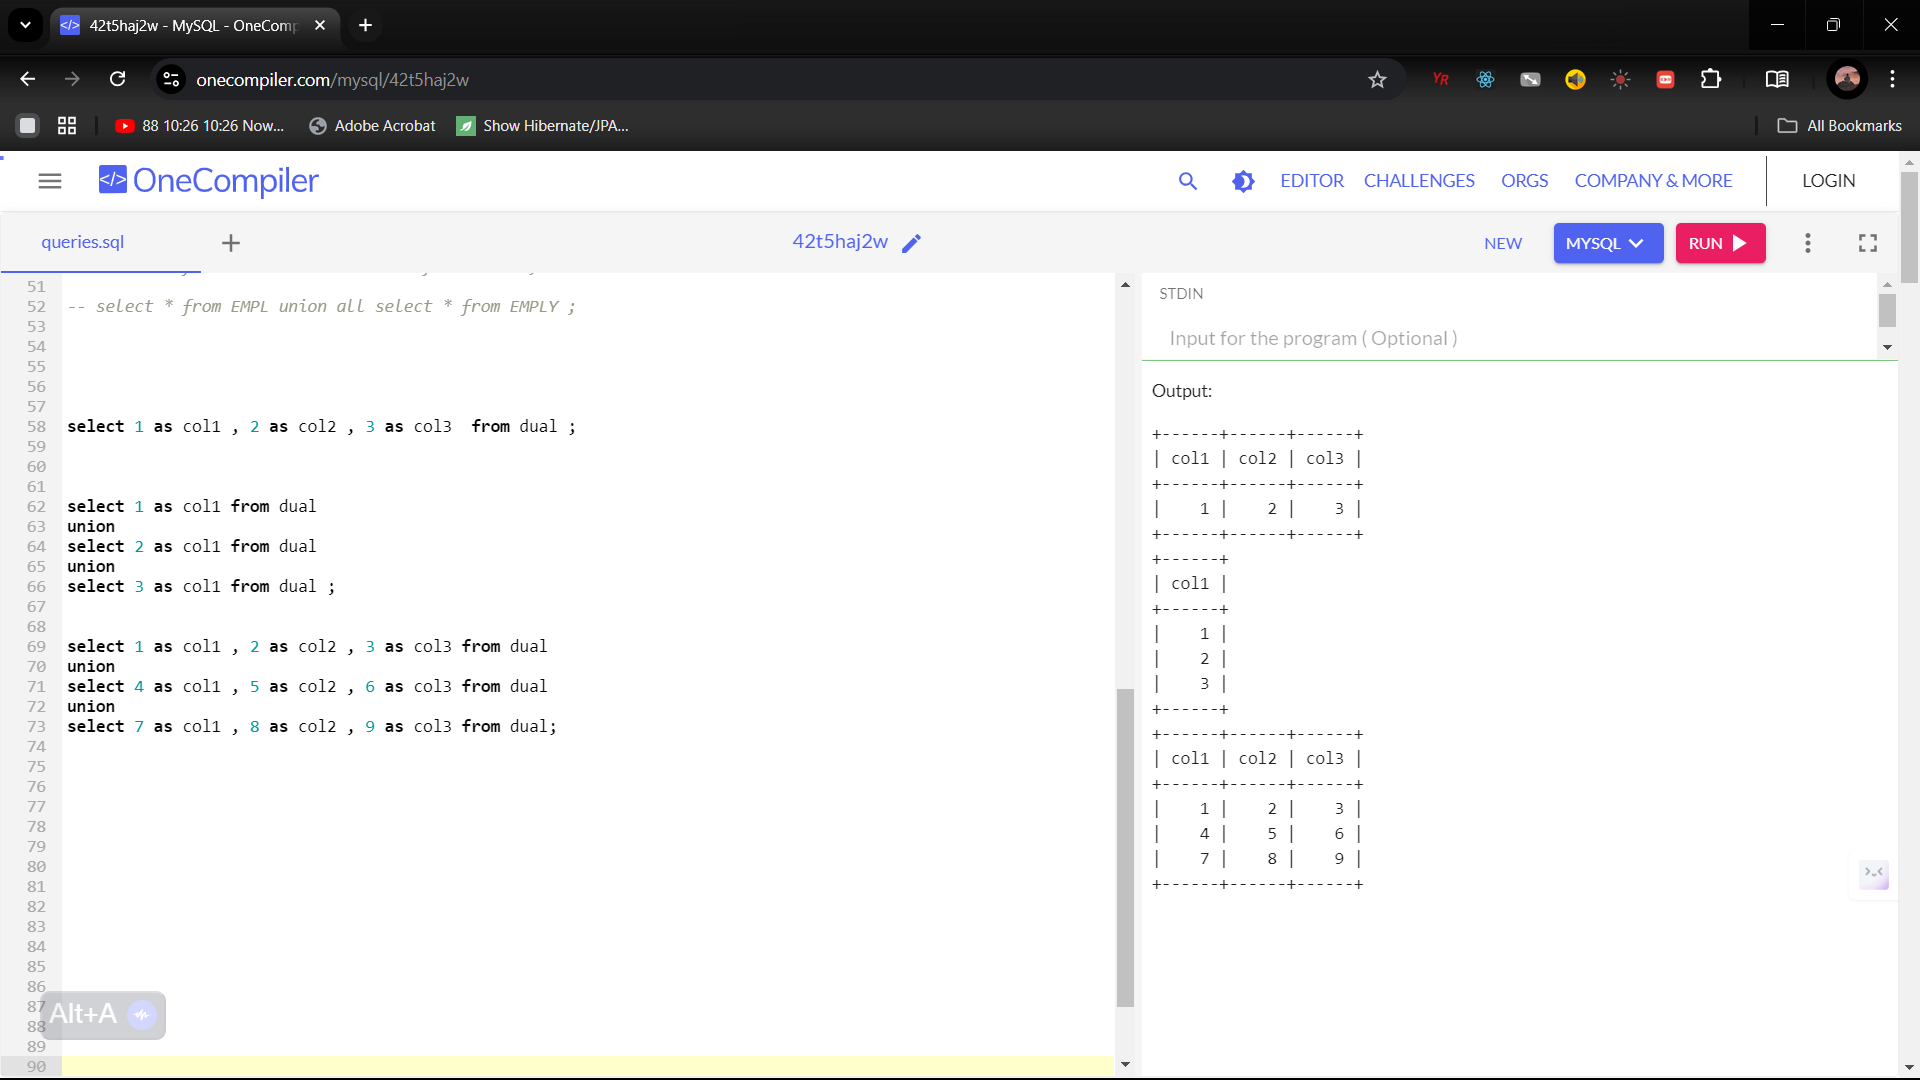 42t5haj2w - MySQL - OneComp
onecompiler.com/mysql/42t5haj2w
YR
88 10:26 10:26 Now...
Adobe Acrobat
Show Hibernate/JPA...
All Bookmarks
</> OneCompiler
EDITOR CHALLENGES ORGS COMPANY & MORE LOGIN
queries.sql + 42t5haj2w NEW MYSQL RUN
51
52 -- select * from EMPL union all select * from EMPLY ;
53
54
55
56
57
58 select 1 as col1 , 2 as col2 , 3 as col3  from dual ;
59
60
61
62 select 1 as col1 from dual
63 union
64 select 2 as col1 from dual
65 union
66 select 3 as col1 from dual ;
67
68
69 select 1 as col1 , 2 as col2 , 3 as col3 from dual
70 union
71 select 4 as col1 , 5 as col2 , 6 as col3 from dual
72 union
73 select 7 as col1 , 8 as col2 , 9 as col3 from dual;
74
75
76
77
78
79
80
81
82
83
84
85
86
87
88
89
90
Alt+A
STDIN
Input for the program ( Optional )
Output:
+------+------+------+
| col1 | col2 | col3 |
+------+------+------+
|    1 |    2 |    3 |
+------+------+------+
+------+
| col1 |
+------+
|    1 |
|    2 |
|    3 |
+------+
+------+------+------+
| col1 | col2 | col3 |
+------+------+------+
|    1 |    2 |    3 |
|    4 |    5 |    6 |
|    7 |    8 |    9 |
+------+------+------+